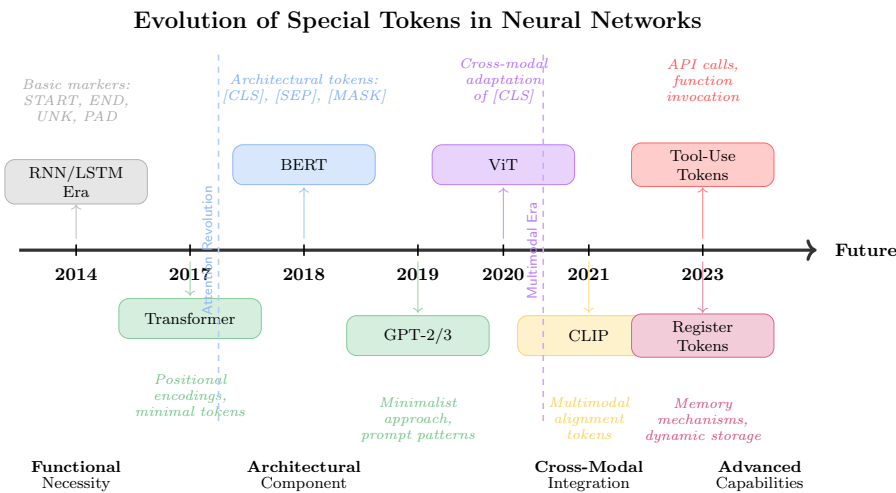 Evolution of Special Tokens in Neural Networks
Basic markers:
START, END,
UNK, PAD
Architectural tokens:
[CLS], [SEP], [MASK]
Cross-modal
adaptation
of [CLS]
API calls,
function
invocation
RNN/LSTM
Era
BERT
ViT
Tool-Use
Tokens
Attention Revolution
Multimodal Era
Future
2014
2017
2018
2019
2020
2021
2023
Transformer
GPT-2/3
CLIP
Register
Tokens
Positional
encodings,
minimal tokens
Minimalist
approach,
prompt patterns
Multimodal
alignment
tokens
Memory
mechanisms,
dynamic storage
Functional
Necessity
Architectural
Component
Cross-Modal
Integration
Advanced
Capabilities